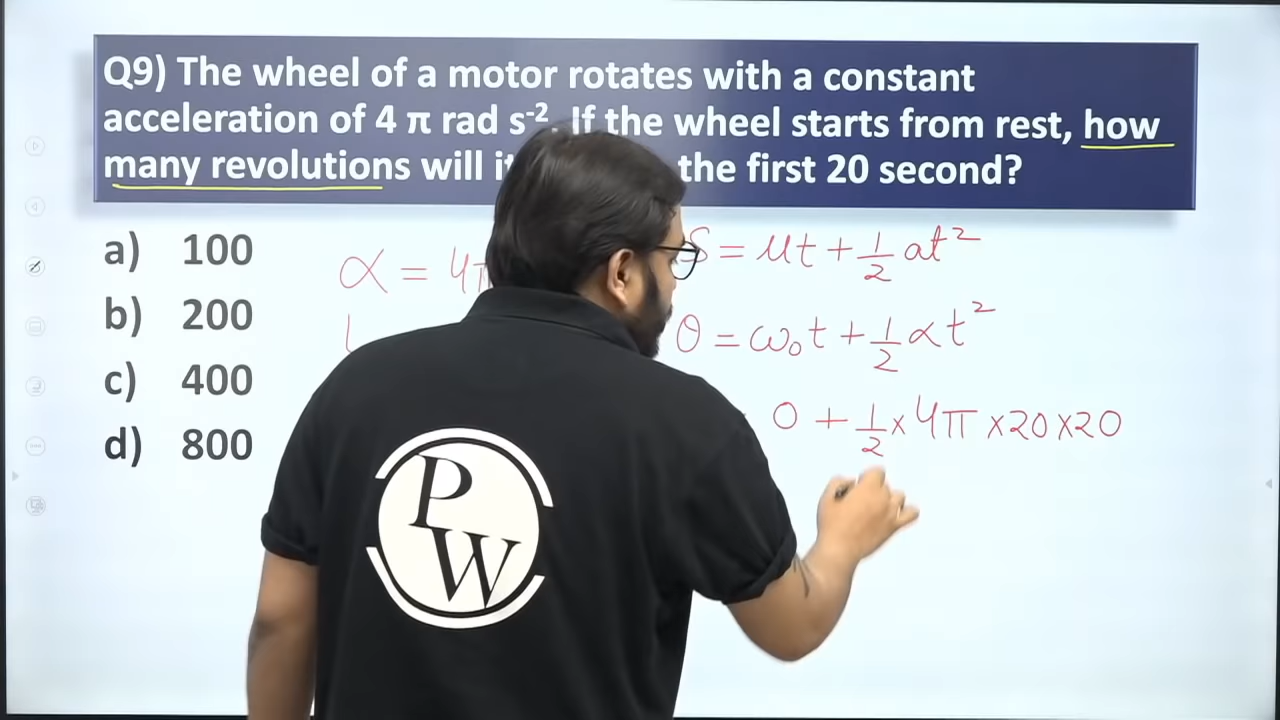 Q9) The wheel of a motor rotates with a constant
acceleration of 4 π rad s⁻². If the wheel starts from rest, how
many revolutions will the first 20 second?
a) 100
b) 200
c) 400
d) 800
α = 4π
S = ut + 1/2 at²
θ = ω₀t + 1/2 αt²
0 + 1/2 × 4π × 20 × 20
PW